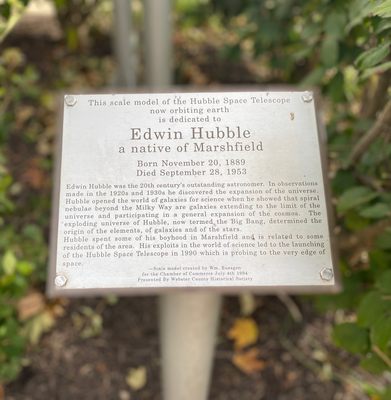 This scale model of the Hubble Space Telescope
now orbiting earth
is dedicated to
Edwin Hubble
a native of Marshfield
Born November 20, 1889
Died September 28, 1953
Edwin Hubble was the 20th century's outstanding astronomer. In observations
made in the 1920s and 1930s he discovered the expansion of the universe.
Hubble opened the world of galaxies for science when he showed that spiral
nebulae beyond the Milky Way are galaxies extending to the limit of the
universe and participating in a general expansion of the cosmos. The
exploding universe of Hubble, now termed the Big Bang, determined the
origin of the elements, of galaxies and of the stars.
Hubble spent some of his boyhood in Marshfield and is related to some
residents of the area. His exploits in the world of science led to the launching
of the Hubble Space Telescope in 1990 which is probing to the very edge of
space.
—Scale model created by Wm.
for the Chamber of Commerce July 4th 1994
Presented By Webster County Historical Society